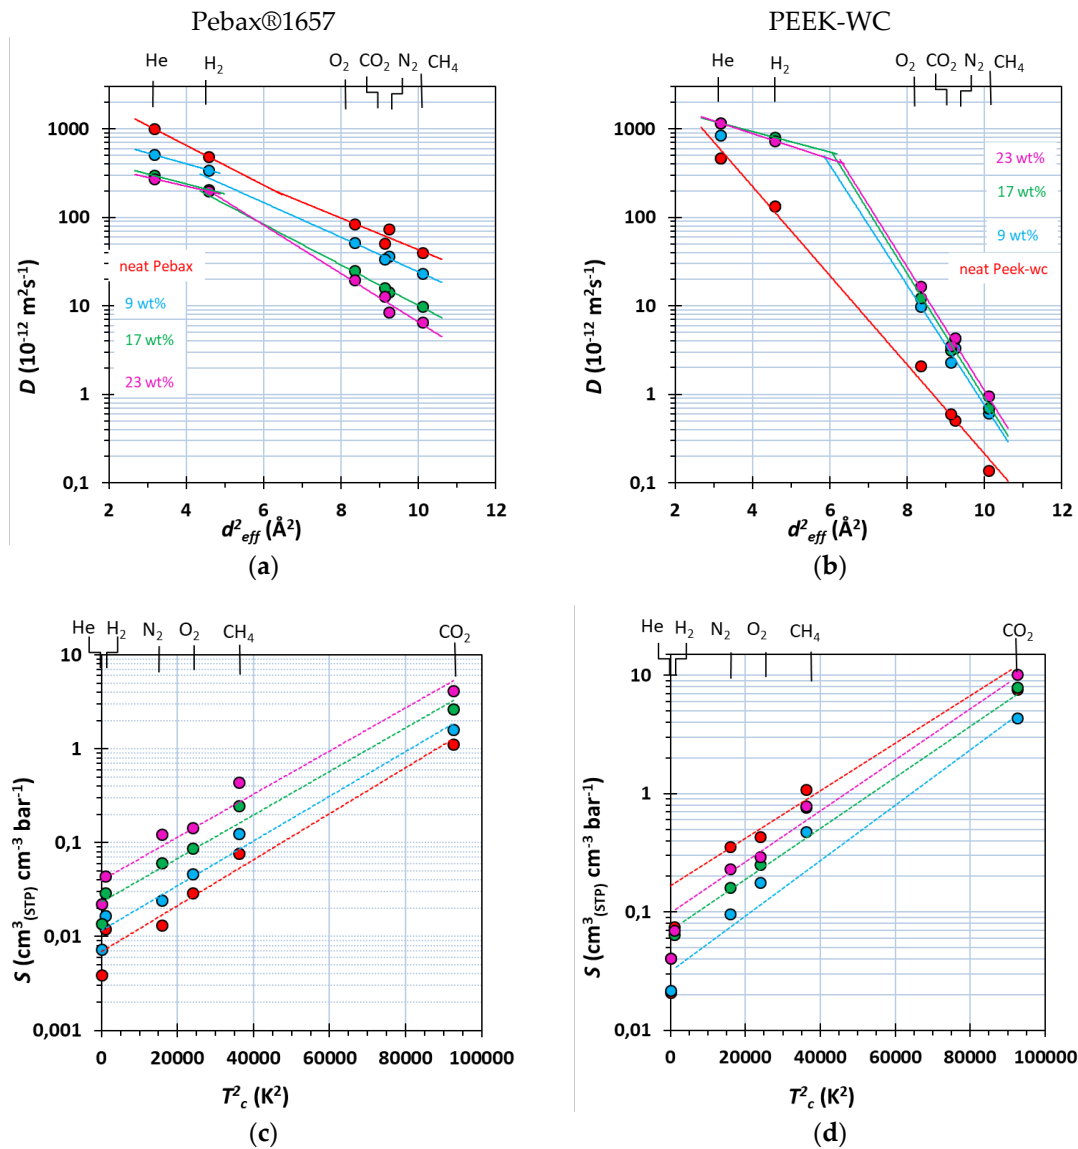 Pebax®1657
PEEK-WC
He
H2
O2
CO2
N2
CH4
1000
100
10
1
0,1
neat Pebax
9 wt%
17 wt%
23 wt%
D (10-12 m2s-1)
2 4 6 8 10 12
d2eff (Å2)
(a)
He
H2
O2
CO2
N2
CH4
1000
100
10
1
0,1
23 wt%
17 wt%
9 wt%
neat Peek-wc
D (10-12 m2s-1)
2 4 6 8 10 12
d2eff (Å2)
(b)
He
H2
N2
O2
CH4
CO2
10
1
0,1
0,01
0,001
S (cm3(STP) cm-3 bar-1)
0 20000 40000 60000 80000 100000
T2c (K2)
(c)
He
H2
N2
O2
CH4
CO2
10
1
0,1
0,01
S (cm3(STP) cm-3 bar-1)
0 20000 40000 60000 80000 100000
T2c (K2)
(d)